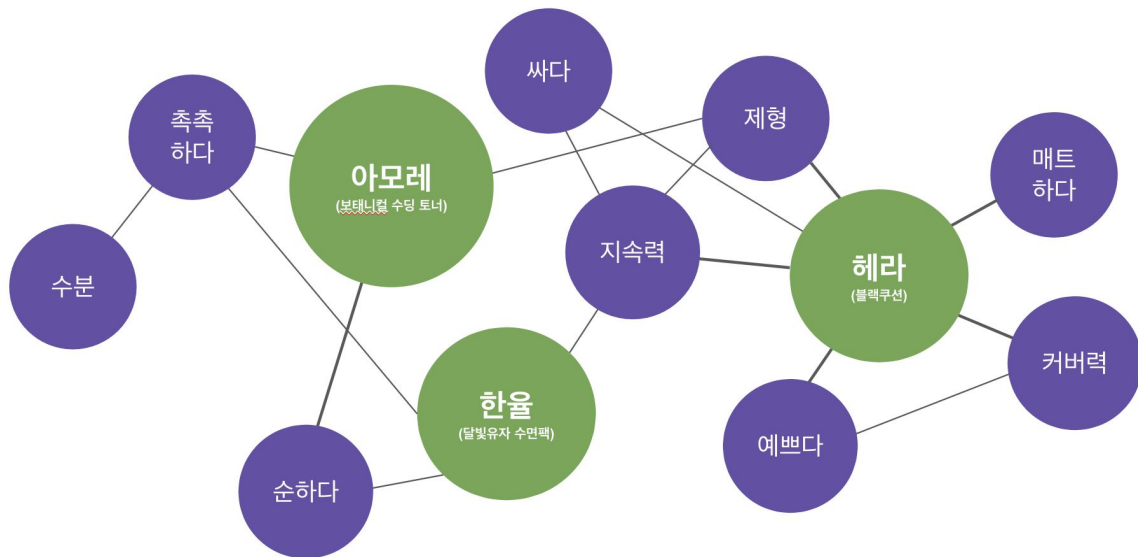 싸다
촉촉
하다
제형
매트
하다
아모레
(보태니컬 수딩 토너)
지속력
헤라
(블랙쿠션)
수분
한율
(달빛유자 수면팩)
커버력
예쁘다
순하다